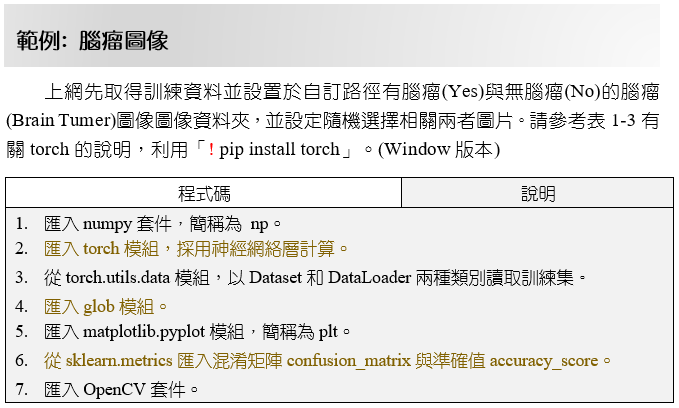 範例: 腦瘤圖像
上網先取得訓練資料並設置於自訂路徑有腦瘤(Yes)與無腦瘤(No)的腦瘤
(Brain Tumer)圖像圖像資料夾，並設定隨機選擇相關兩者圖片。請參考表 1-3 有
關 torch 的說明，利用「! pip install torch」。(Window 版本)
程式碼 說明
1. 匯入 numpy 套件，簡稱為 np。
2. 匯入 torch 模組，採用神經網絡層計算。
3. 從 torch.utils.data 模組，以 Dataset 和 DataLoader 兩種類別讀取訓練集。
4. 匯入 glob 模組。
5. 匯入 matplotlib.pyplot 模組，簡稱為 plt。
6. 從 sklearn.metrics 匯入混淆矩陣 confusion_matrix 與準確值 accuracy_score。
7. 匯入 OpenCV 套件。